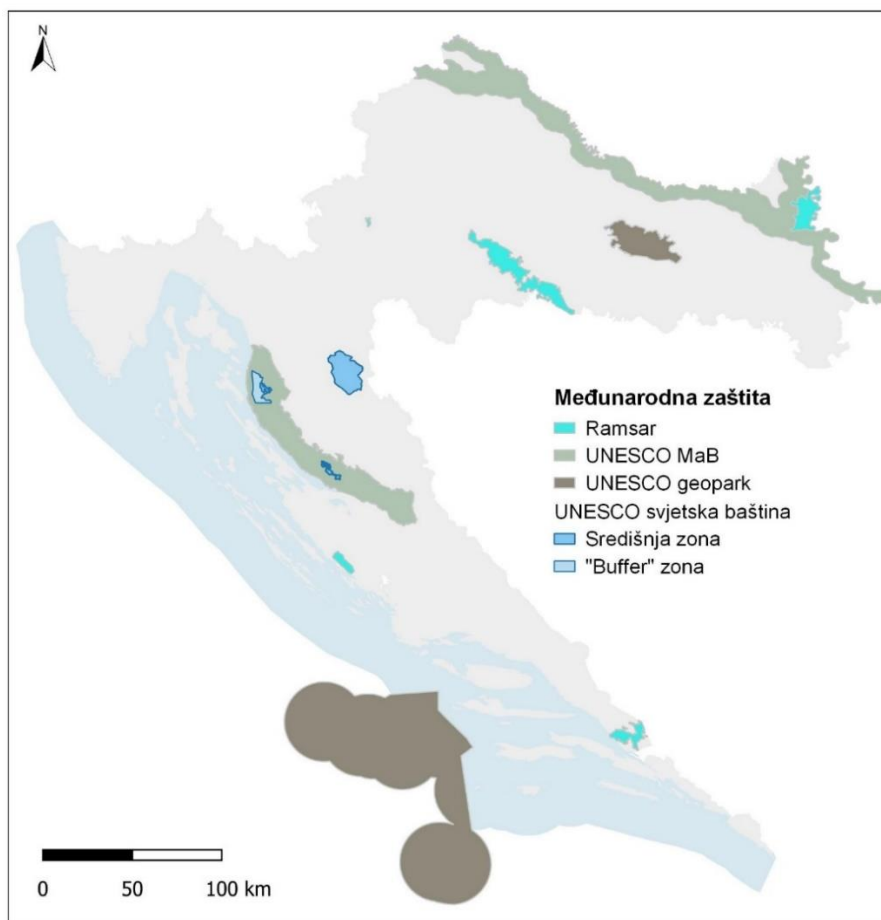 N
Međunarodna zaštita
Ramsar
UNESCO MaB
UNESCO geopark
UNESCO svjetska baština
Središnja zona
"Buffer" zona
0 50 100 km